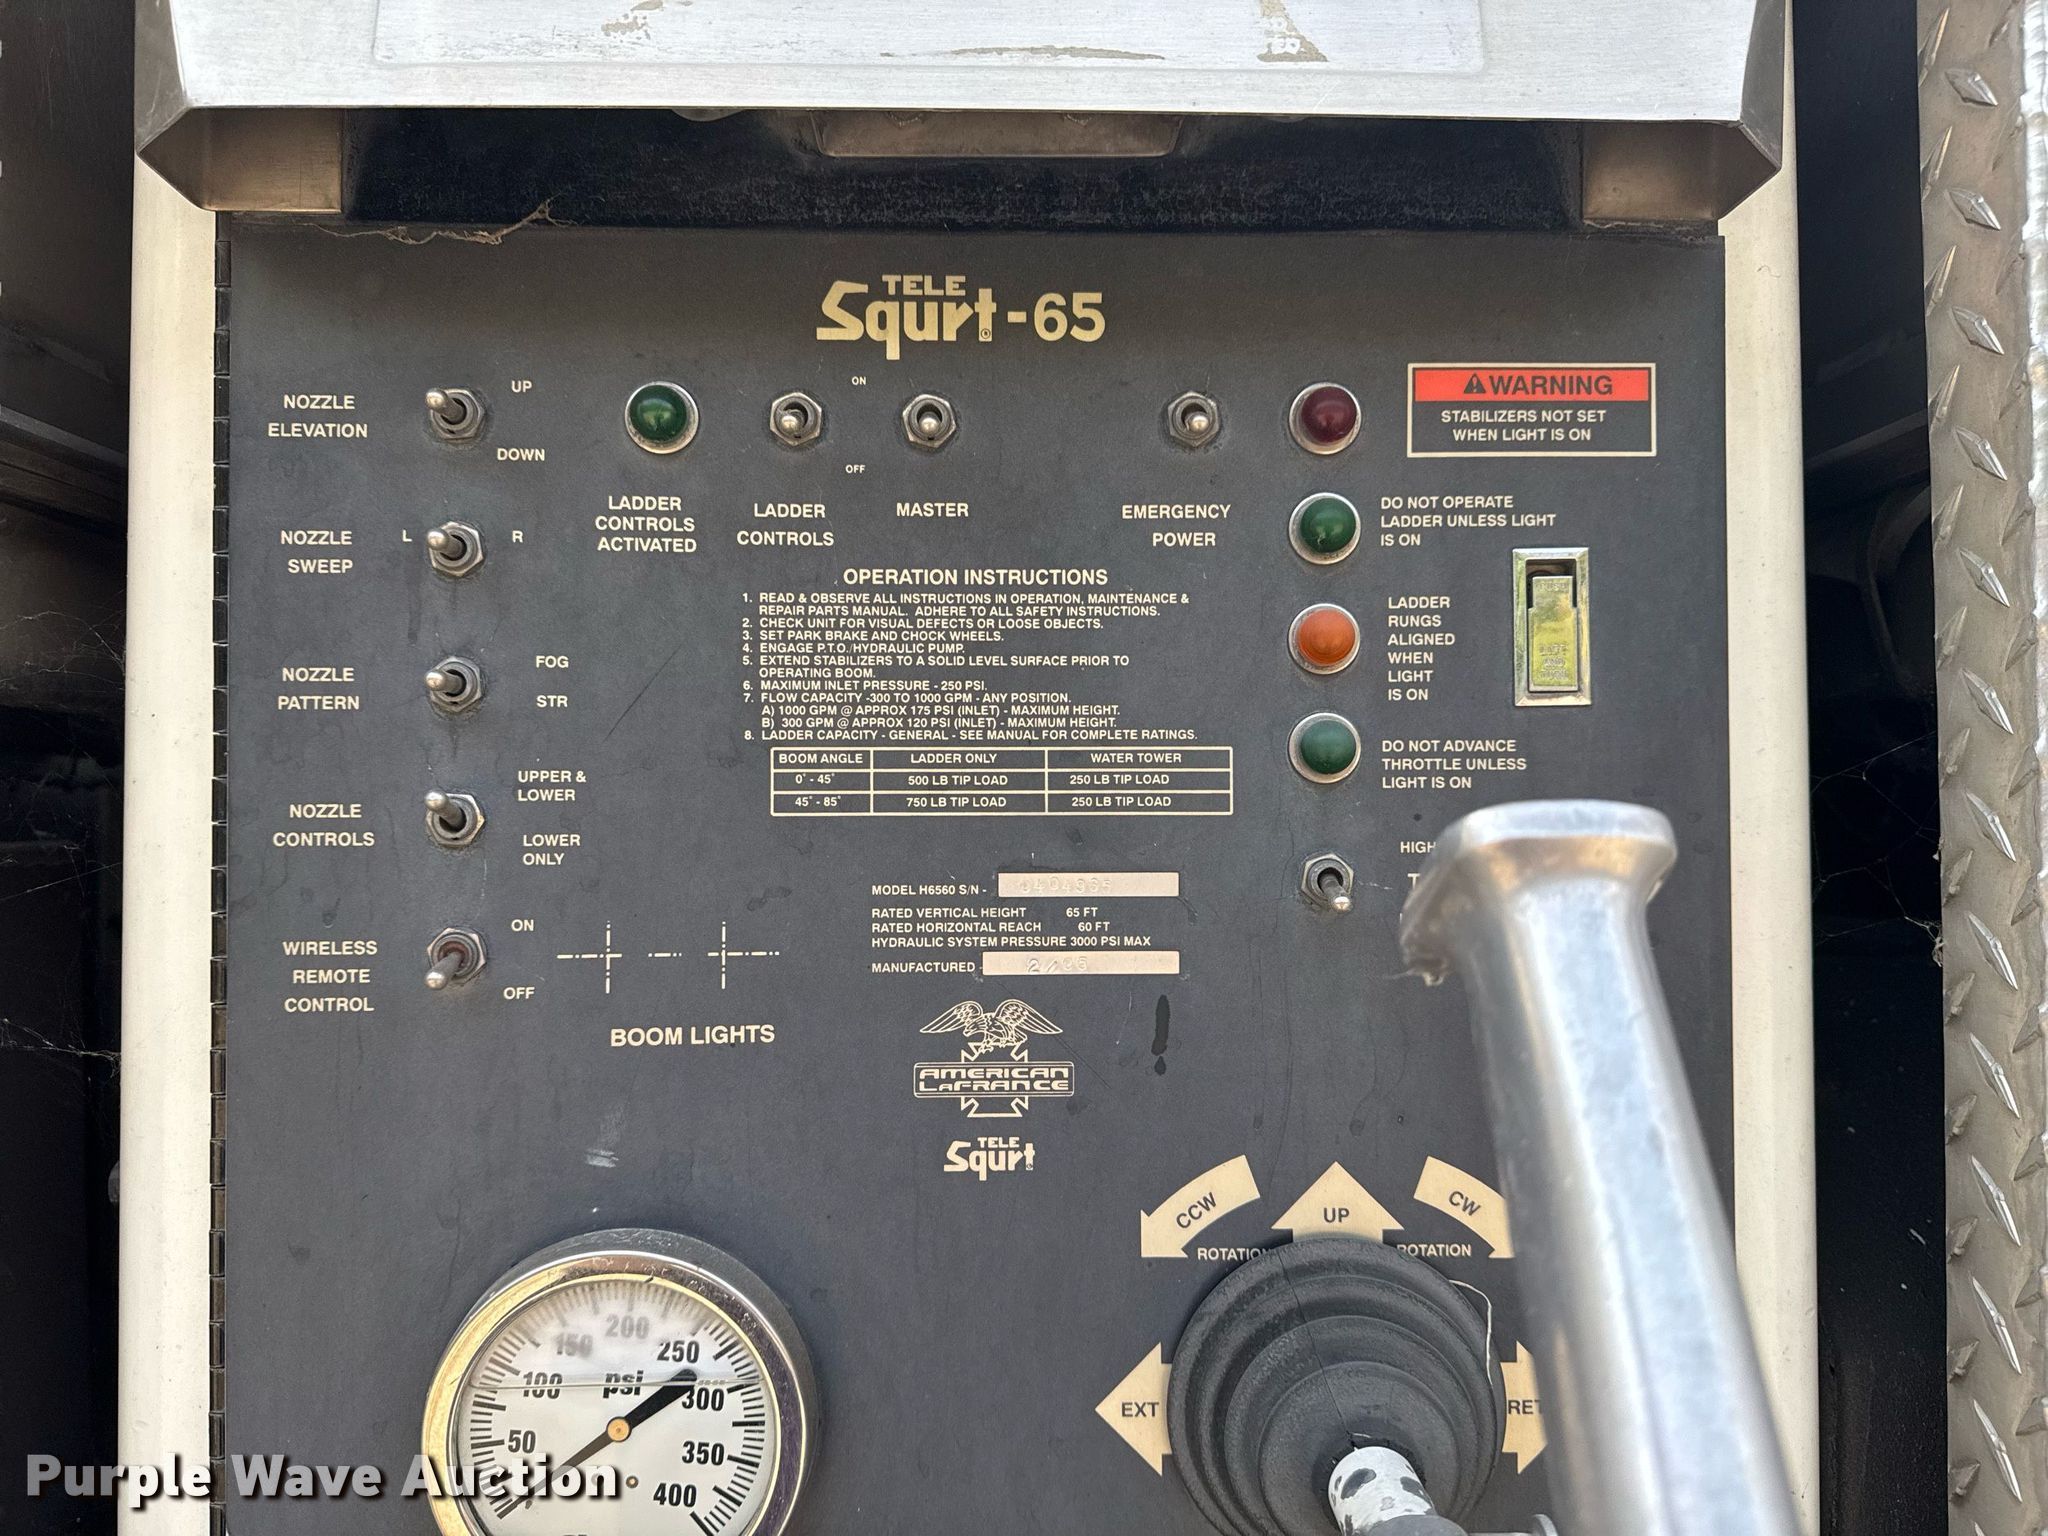 TELE
Squrt®-65
NOZZLE
ELEVATION
UP
DOWN
ON
OFF
LADDER
CONTROLS
ACTIVATED
LADDER
CONTROLS
MASTER
EMERGENCY
POWER
WARNING
STABILIZERS NOT SET
WHEN LIGHT IS ON
NOZZLE
SWEEP
L
R
DO NOT OPERATE
LADDER UNLESS LIGHT
IS ON
OPERATION INSTRUCTIONS
1. READ & OBSERVE ALL INSTRUCTIONS IN OPERATION, MAINTENANCE &
REPAIR PARTS MANUAL. ADHERE TO ALL SAFETY INSTRUCTIONS.
2. CHECK UNIT FOR VISUAL DEFECTS OR LOOSE OBJECTS.
3. SET PARK BRAKE AND CHOCK WHEELS.
4. ENGAGE P.T.O./HYDRAULIC PUMP.
5. EXTEND STABILIZERS TO A SOLID LEVEL SURFACE PRIOR TO
OPERATING BOOM.
6. MAXIMUM INLET PRESSURE - 250 PSI.
7. FLOW CAPACITY -300 TO 1000 GPM - ANY POSITION.
A) 1000 GPM @ APPROX 175 PSI (INLET) - MAXIMUM HEIGHT.
B) 300 GPM @ APPROX 120 PSI (INLET) - MAXIMUM HEIGHT.
8. LADDER CAPACITY - GENERAL - SEE MANUAL FOR COMPLETE RATINGS.
BOOM ANGLE LADDER ONLY WATER TOWER
0° - 45° 500 LB TIP LOAD 250 LB TIP LOAD
45° - 85° 750 LB TIP LOAD 250 LB TIP LOAD
LADDER
RUNGS
ALIGNED
WHEN
LIGHT
IS ON
NOZZLE
PATTERN
FOG
STR
DO NOT ADVANCE
THROTTLE UNLESS
LIGHT IS ON
NOZZLE
CONTROLS
UPPER &
LOWER
LOWER
ONLY
HIGH
MODEL H6560 S/N -
RATED VERTICAL HEIGHT 65 FT
RATED HORIZONTAL REACH 60 FT
HYDRAULIC SYSTEM PRESSURE 3000 PSI MAX
MANUFACTURED -
WIRELESS
REMOTE
CONTROL
ON
OFF
BOOM LIGHTS
AMERICAN
LAFRANCE
TELE
Squrt
CCW
ROTATION
UP
CW
ROTATION
EXT
RET
50
100
150
200
250
300
350
400
psi
Purple Wave Auction